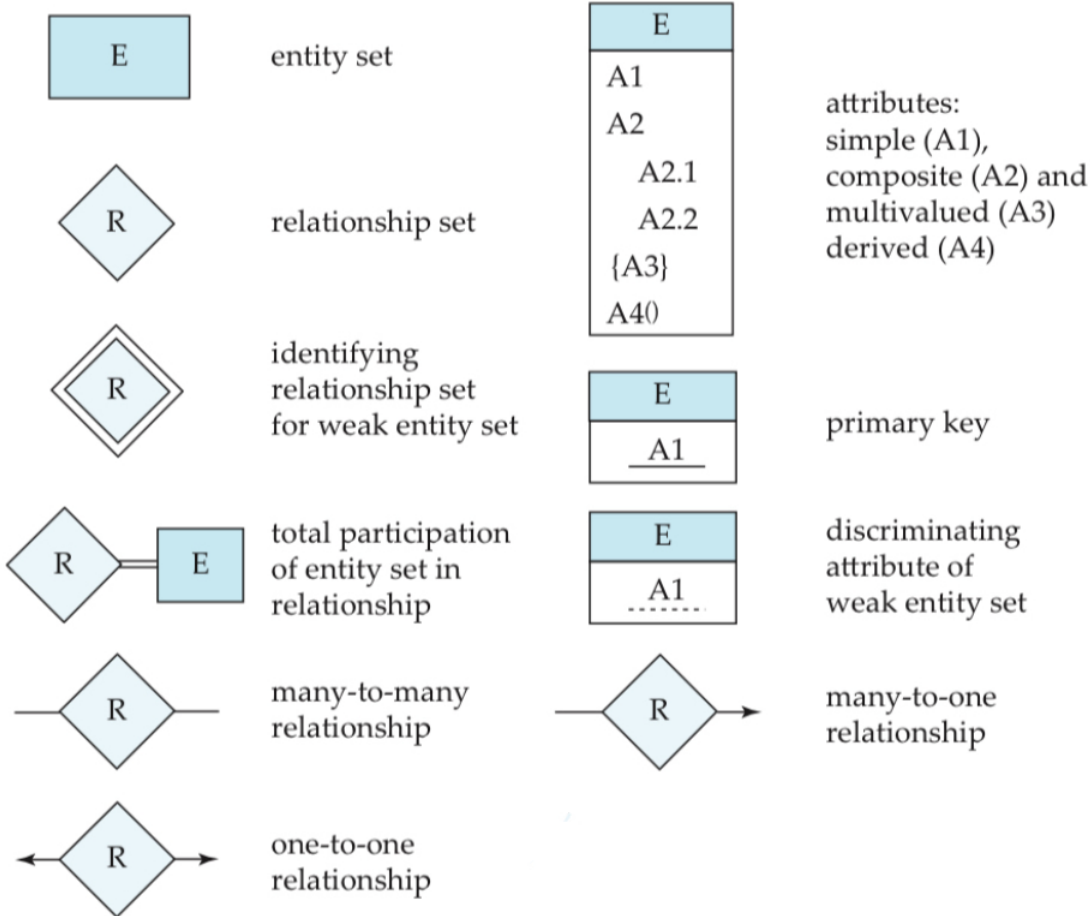 E
entity set
R
relationship set
R
identifying
relationship set
for weak entity set
R
E
total participation
of entity set in
relationship
R
many-to-many
relationship
R
one-to-one
relationship
E
A1
A2
A2.1
A2.2
{A3}
A4()
attributes:
simple (A1),
composite (A2) and
multivalued (A3)
derived (A4)
E
A1
primary key
E
A1
discriminating
attribute of
weak entity set
R
many-to-one
relationship